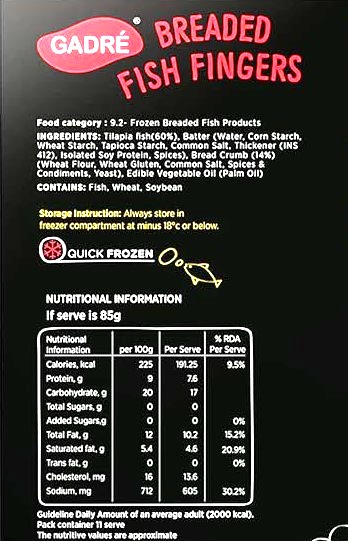 GADRÉ ® BREADED
FISH FINGERS
Food category : 9.2- Frozen Breaded Fish Products
INGREDIENTS: Tilapia fish(60%), Batter (Water, Corn Starch,
Wheat Starch, Tapioca Starch, Common Salt, Thickener (INS
412), Isolated Soy Protein, Spices), Bread Crumb (14%)
(Wheat Flour, Wheat Gluten, Common Salt, Spices &
Condiments, Yeast), Edible Vegetable Oil (Palm Oil)
CONTAINS: Fish, Wheat, Soybean
Storage Instruction: Always store in
freezer compartment at minus 18°c or below.
QUICK FROZEN
NUTRITIONAL INFORMATION
If serve is 85g
Nutritional Information per 100g Per Serve % RDA Per Serve
Calories, kcal 225 191.25 9.5%
Protein, g 9 7.6
Carbohydrate, g 20 17
Total Sugars, g 0 0
Added Sugars,g 0 0 0%
Total Fat, g 12 10.2 15.2%
Saturated fat, g 5.4 4.6 20.9%
Trans fat, g 0 0 0%
Cholesterol, mg 16 13.6
Sodium, mg 712 605 30.2%
Guideline Daily Amount of an average adult (2000 kcal).
Pack container 11 serve
The nutritive values are approximate